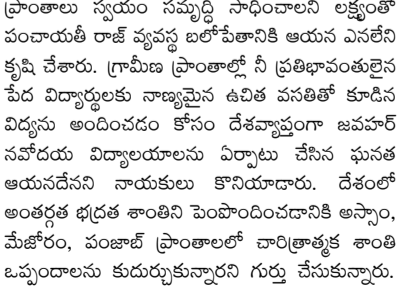 ప్రాంతాలు స్వయం సమృద్ధి సాధించాలని లక్ష్యంతో
పంచాయతీ రాజ్ వ్యవస్థ బలోపేతానికి ఆయన ఎనలేని
కృషి చేశారు. గ్రామీణ ప్రాంతాల్లో నీ ప్రతిభావంతులైన
పేద విద్యార్థులకు నాణ్యమైన ఉచిత వసతితో కూడిన
విద్యను అందించడం కోసం దేశవ్యాప్తంగా జవహర్
నవోదయ విద్యాలయాలను ఏర్పాటు చేసిన ఘనత
ఆయనదేనని నాయకులు కొనియాడారు. దేశంలో
అంతర్గత భద్రత శాంతిని పెంపొందించడానికి అస్సాం,
మేజోరం, పంజాబ్ ప్రాంతాలలో చారిత్రాత్మక శాంతి
ఒప్పందాలను కుదుర్చుకున్నారని గుర్తు చేసుకున్నారు.